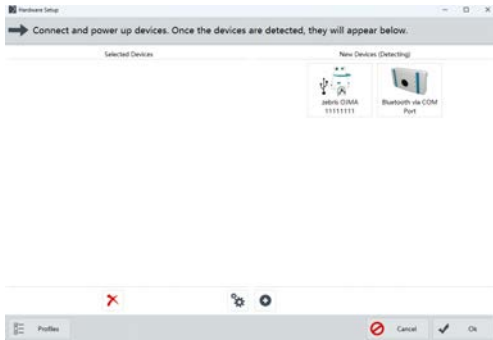 Hardware Setup
Connect and power up devices. Once the devices are detected, they will appear below.
Selected Devices
New Devices (Detecting)
zebris OJMA
11111111
Bluetooth via COM
Port
Profiles
Cancel
Ok